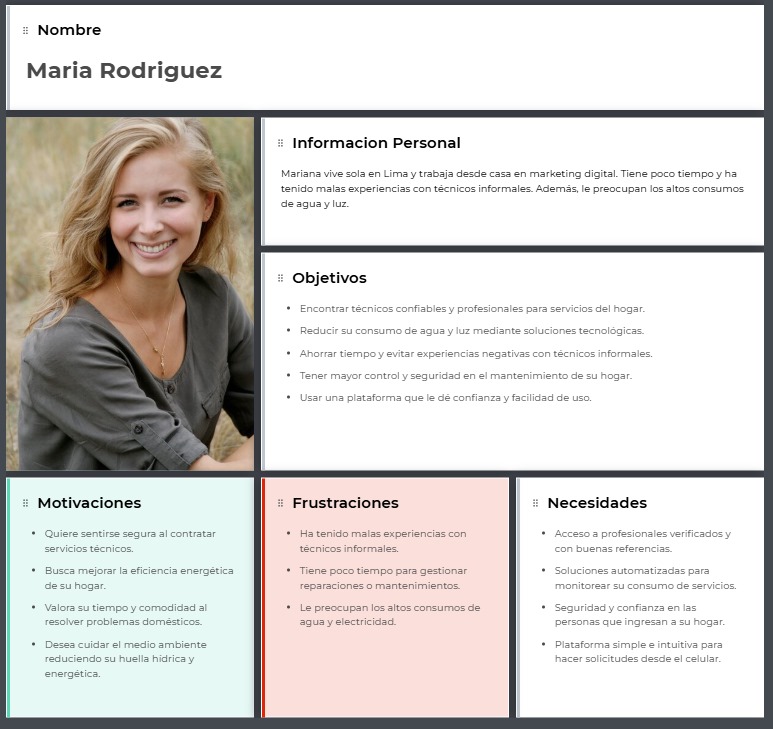 Nombre
Maria Rodriguez
Informacion Personal
Mariana vive sola en Lima y trabaja desde casa en marketing digital. Tiene poco tiempo y ha
tenido malas experiencias con técnicos informales. Además, le preocupan los altos consumos
de agua y luz.
Objetivos
• Encontrar técnicos confiables y profesionales para servicios del hogar.
• Reducir su consumo de agua y luz mediante soluciones tecnológicas.
• Ahorrar tiempo y evitar experiencias negativas con técnicos informales.
• Tener mayor control y seguridad en el mantenimiento de su hogar.
• Usar una plataforma que le dé confianza y facilidad de uso.
Motivaciones
• Quiere sentirse segura al contratar
servicios técnicos.
• Busca mejorar la eficiencia energética
de su hogar.
• Valora su tiempo y comodidad al
resolver problemas domésticos.
• Desea cuidar el medio ambiente
reduciendo su huella hídrica y
energética.
Frustraciones
• Ha tenido malas experiencias con
técnicos informales.
• Tiene poco tiempo para gestionar
reparaciones o mantenimientos.
• Le preocupan los altos consumos de
agua y electricidad.
Necesidades
• Acceso a profesionales verificados y
con buenas referencias.
• Soluciones automatizadas para
monitorear su consumo de servicios.
• Seguridad y confianza en las
personas que ingresan a su hogar.
• Plataforma simple e intuitiva para
hacer solicitudes desde el celular.